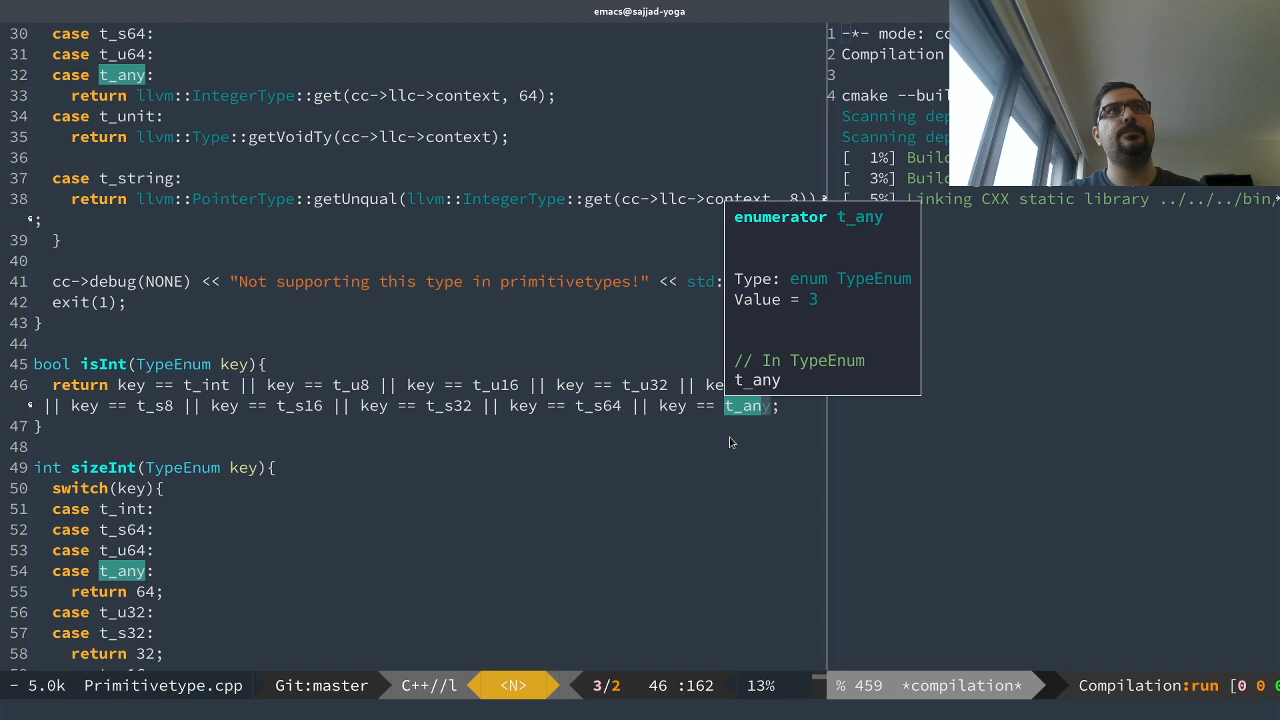 emacs@sajjad-yoga
30 case t_s64:
31 case t_u64:
32 case t_any:
33 return llvm::IntegerType::get(cc->llc->context, 64);
34 case t_unit:
35 return llvm::Type::getVoidTy(cc->llc->context);
36
37 case t_string:
38 return llvm::PointerType::getUnqual(llvm::IntegerType::get(cc->llc->context, 8))
;
39 }
40
41 cc->debug(NONE) << "Not supporting this type in primitivetypes!" << std:
42 exit(1);
43 }
44
45 bool isInt(TypeEnum key){
46 return key == t_int || key == t_u8 || key == t_u16 || key == t_u32 || ke
|| key == t_s8 || key == t_s16 || key == t_s32 || key == t_s64 || key == t_any;
47 }
48
49 int sizeInt(TypeEnum key){
50 switch(key){
51 case t_int:
52 case t_s64:
53 case t_u64:
54 case t_any:
55 return 64;
56 case t_u32:
57 case t_s32:
58 return 32;
enumerator t_any
Type: enum TypeEnum
Value = 3
// In TypeEnum
t_any
1 -*- mode: co
2 Compilation
3
4 cmake --buil
Scanning dep
Scanning dep
[ 1%] Build
[ 3%] Build
[ 5%] Linking CXX static library ../../../bin/
- 5.0k Primitivetype.cpp Git:master C++//l <N> 3/2 46 :162 13%
% 459 *compilation* Compilation:run [0 0 0